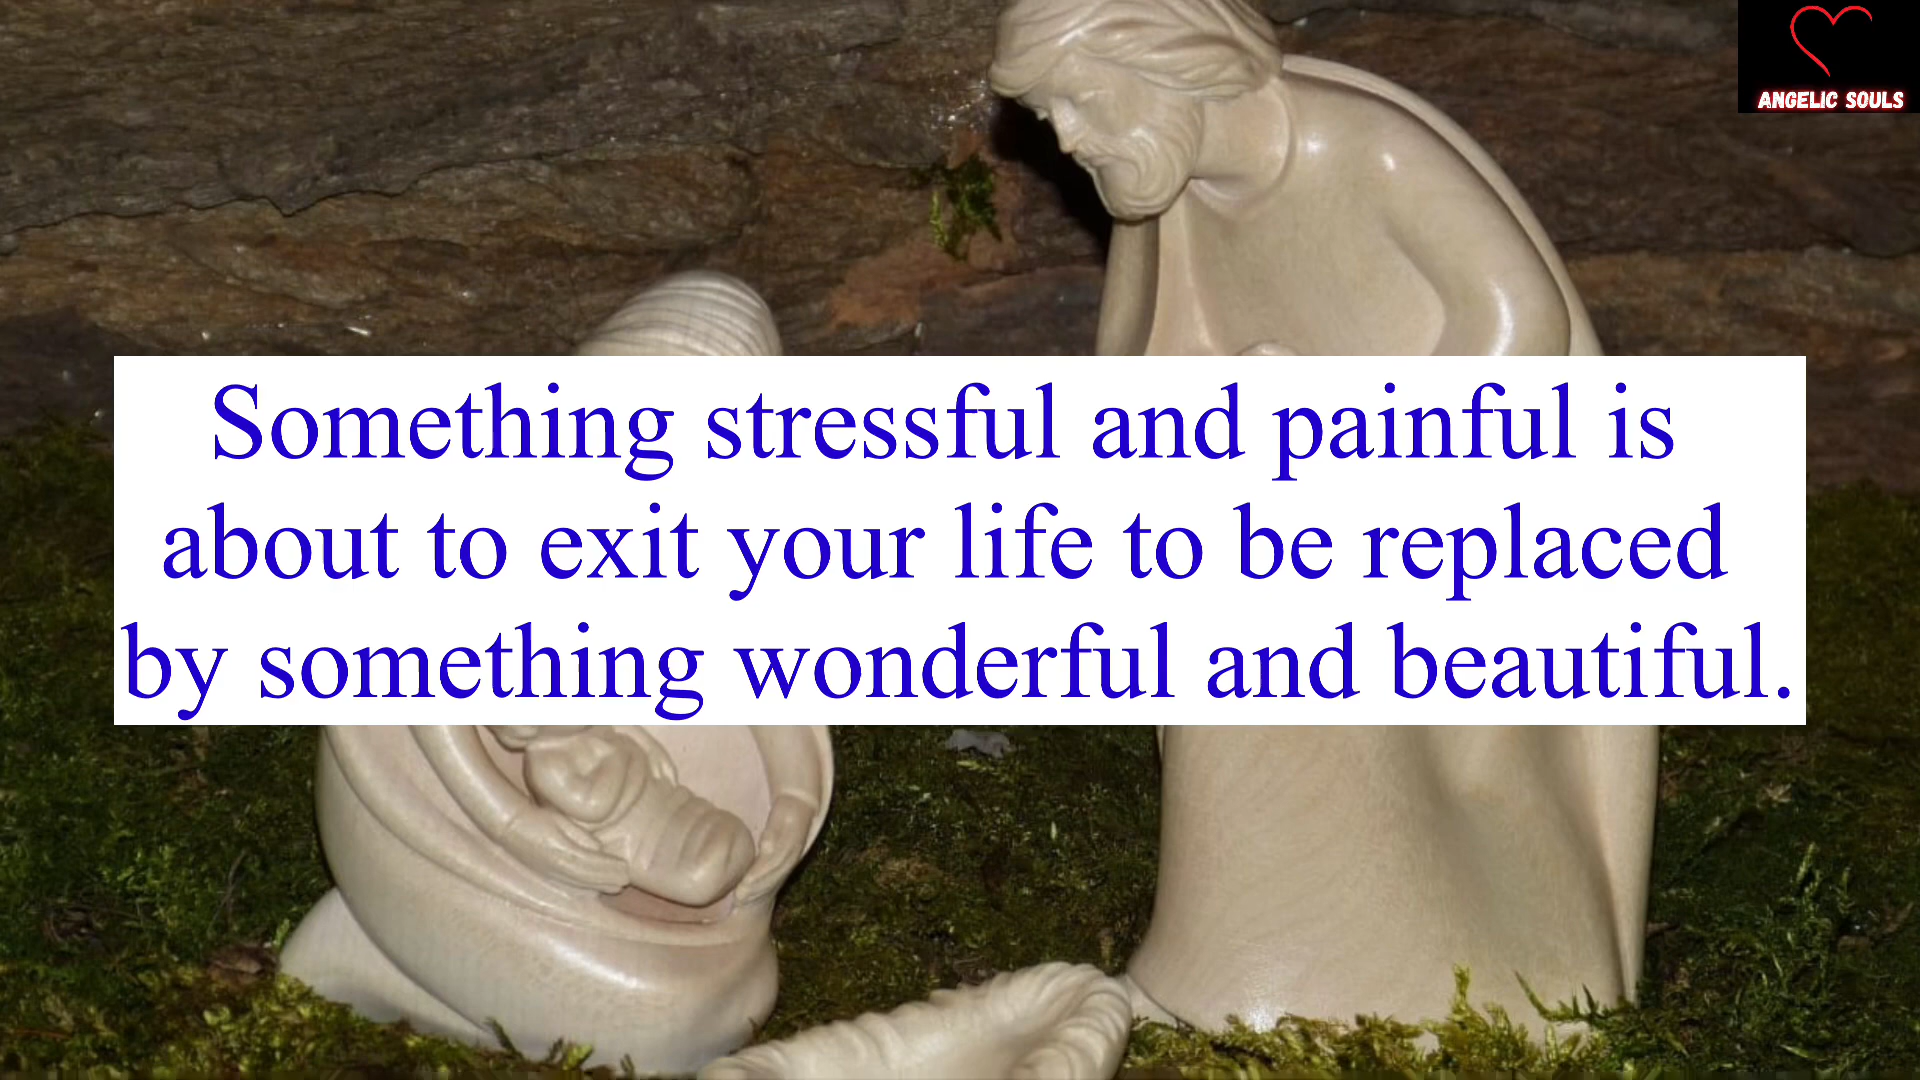 ANGELIC SOULS
Something stressful and painful is
about to exit your life to be replaced
by something wonderful and beautiful.